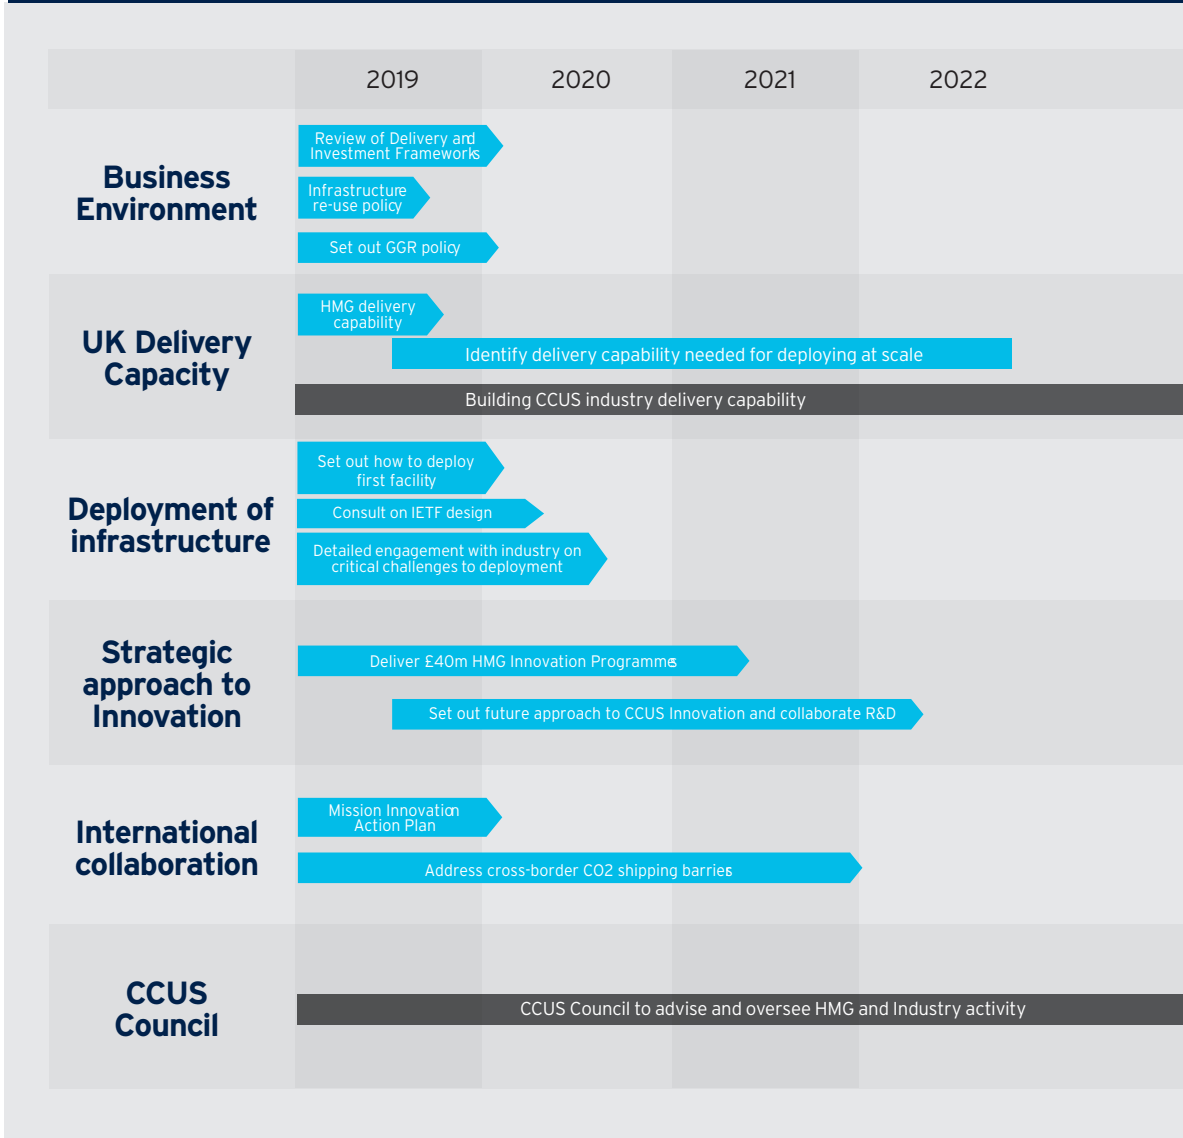 2019 2020 2021 2022
Business
Environment
Review of Delivery and
Investment Frameworks
Infrastructure
re-use policy
Set out GGR policy
UK Delivery
Capacity
HMG delivery
capability
Identify delivery capability needed for deploying at scale
Building CCUS industry delivery capability
Deployment of
infrastructure
Set out how to deploy
first facility
Consult on IETF design
Detailed engagement with industry on
critical challenges to deployment
Strategic
approach to
Innovation
Deliver £40m HMG Innovation Programmes
Set out future approach to CCUS Innovation and collaborate R&D
International
collaboration
Mission Innovation
Action Plan
Address cross-border CO2 shipping barriers
CCUS
Council
CCUS Council to advise and oversee HMG and Industry activity